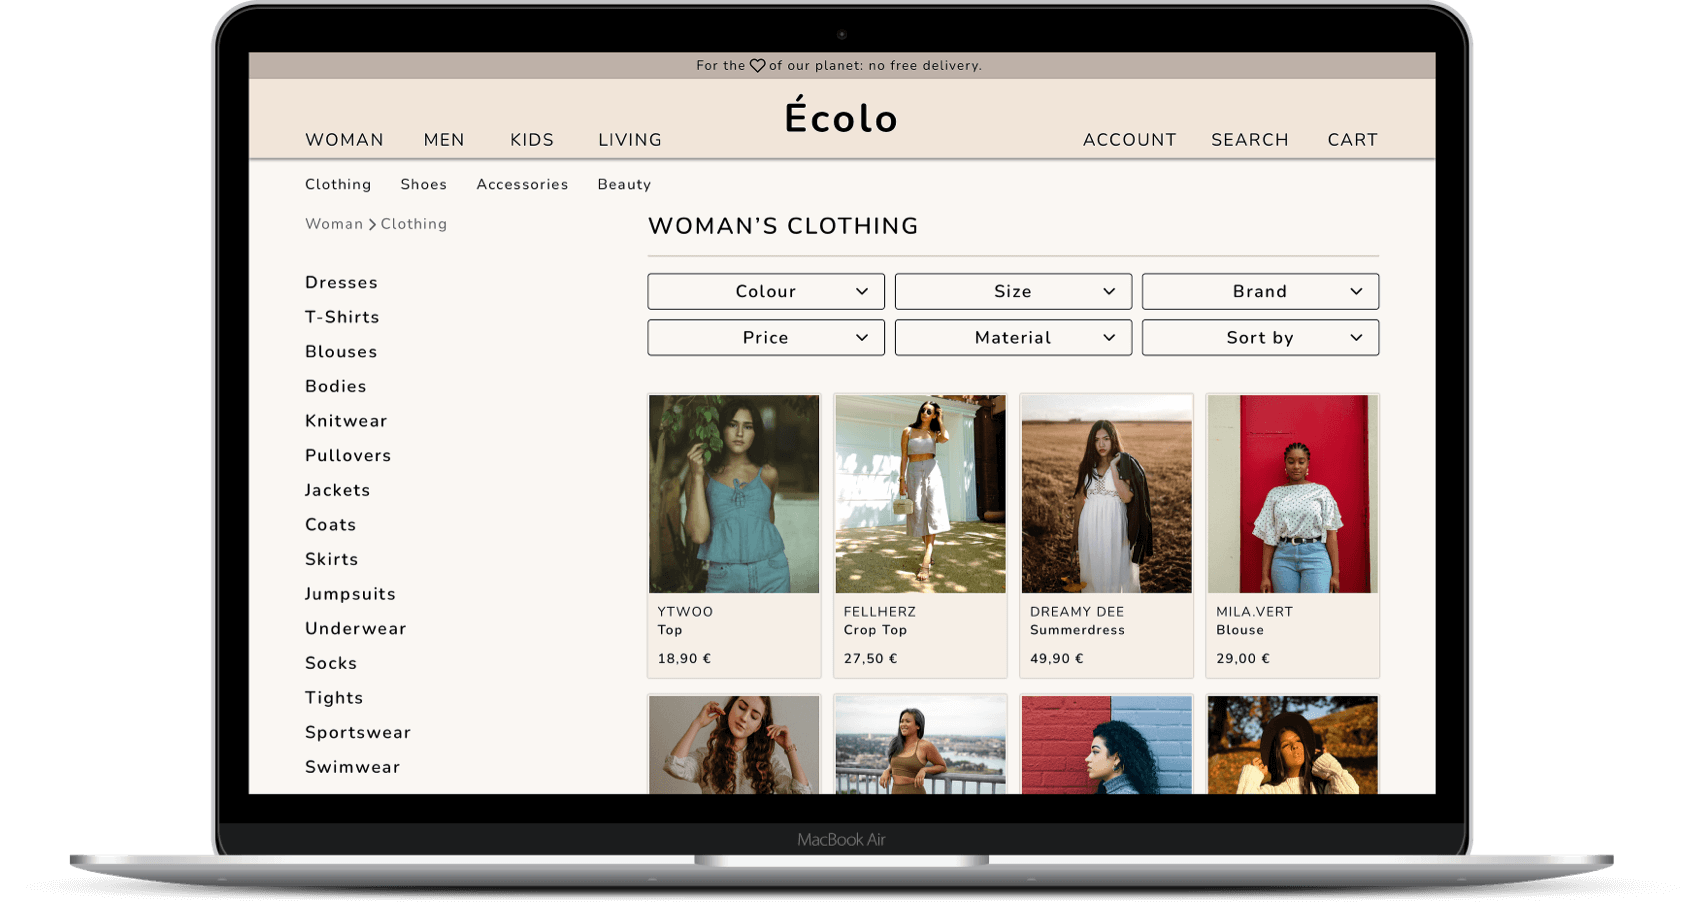 For the of our planet: no free delivery.
Écolo
WOMAN MEN KIDS LIVING
ACCOUNT SEARCH CART
Clothing Shoes Accessories Beauty
Woman Clothing
WOMAN’S CLOTHING
Dresses
T-Shirts
Blouses
Bodies
Knitwear
Pullovers
Jackets
Coats
Skirts
Jumpsuits
Underwear
Socks
Tights
Sportswear
Swimwear
Colour Size Brand
Price Material Sort by
YTWOO
Top
18,90 €
FELLHERZ
Crop Top
27,50 €
DREAMY DEE
Summerdress
49,90 €
MILA.VERT
Blouse
29,00 €
MacBook Air